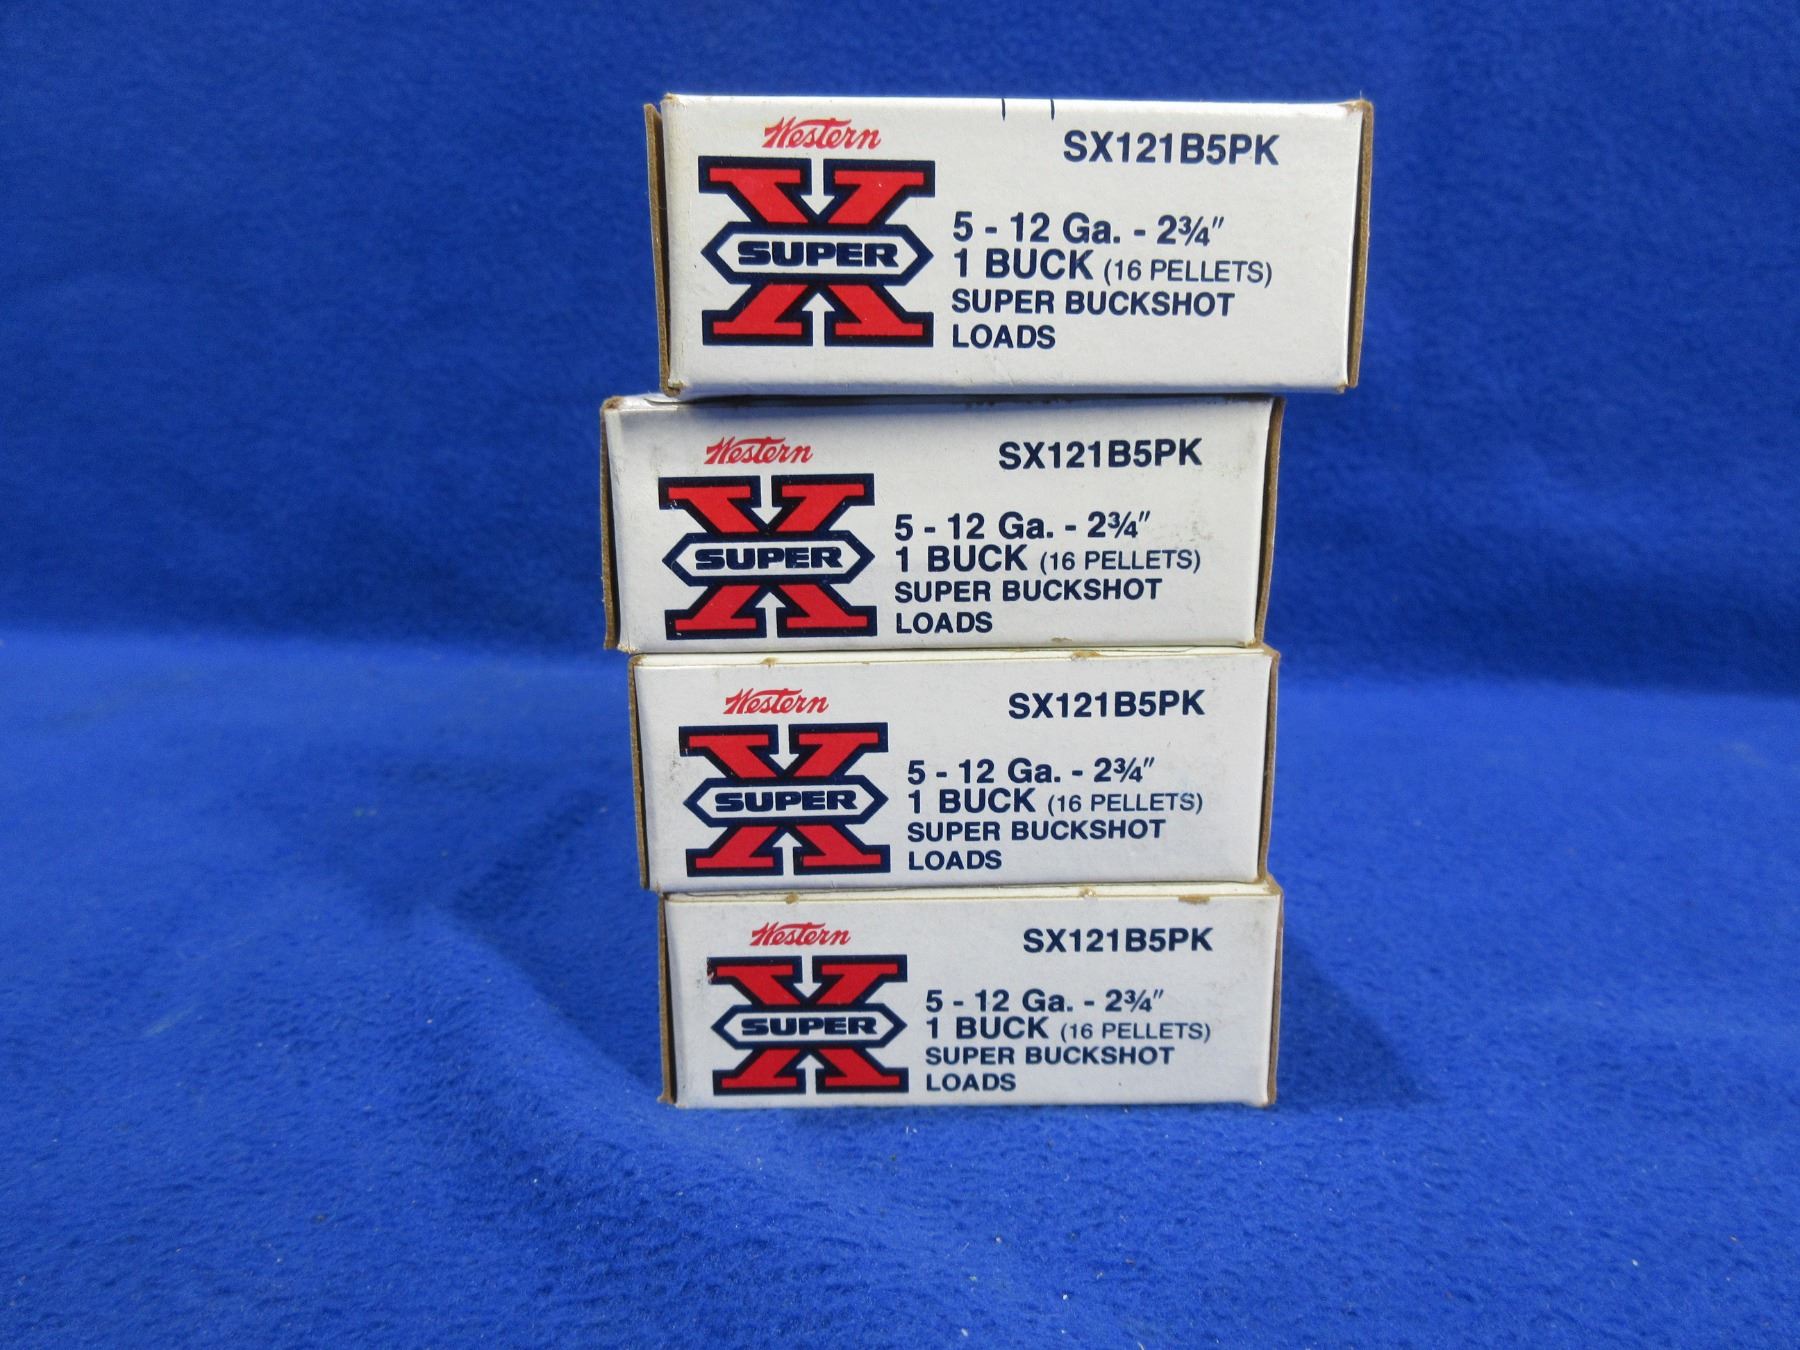 Western
SX121B5PK
X
SUPER
5 - 12 Ga. - 2¾"
1 BUCK (16 PELLETS)
SUPER BUCKSHOT
LOADS
Western
SX121B5PK
X
SUPER
5 - 12 Ga. - 2¾"
1 BUCK (16 PELLETS)
SUPER BUCKSHOT
LOADS
Western
SX121B5PK
X
SUPER
5 - 12 Ga. - 2¾"
1 BUCK (16 PELLETS)
SUPER BUCKSHOT
LOADS
Western
SX121B5PK
X
SUPER
5 - 12 Ga. - 2¾"
1 BUCK (16 PELLETS)
SUPER BUCKSHOT
LOADS